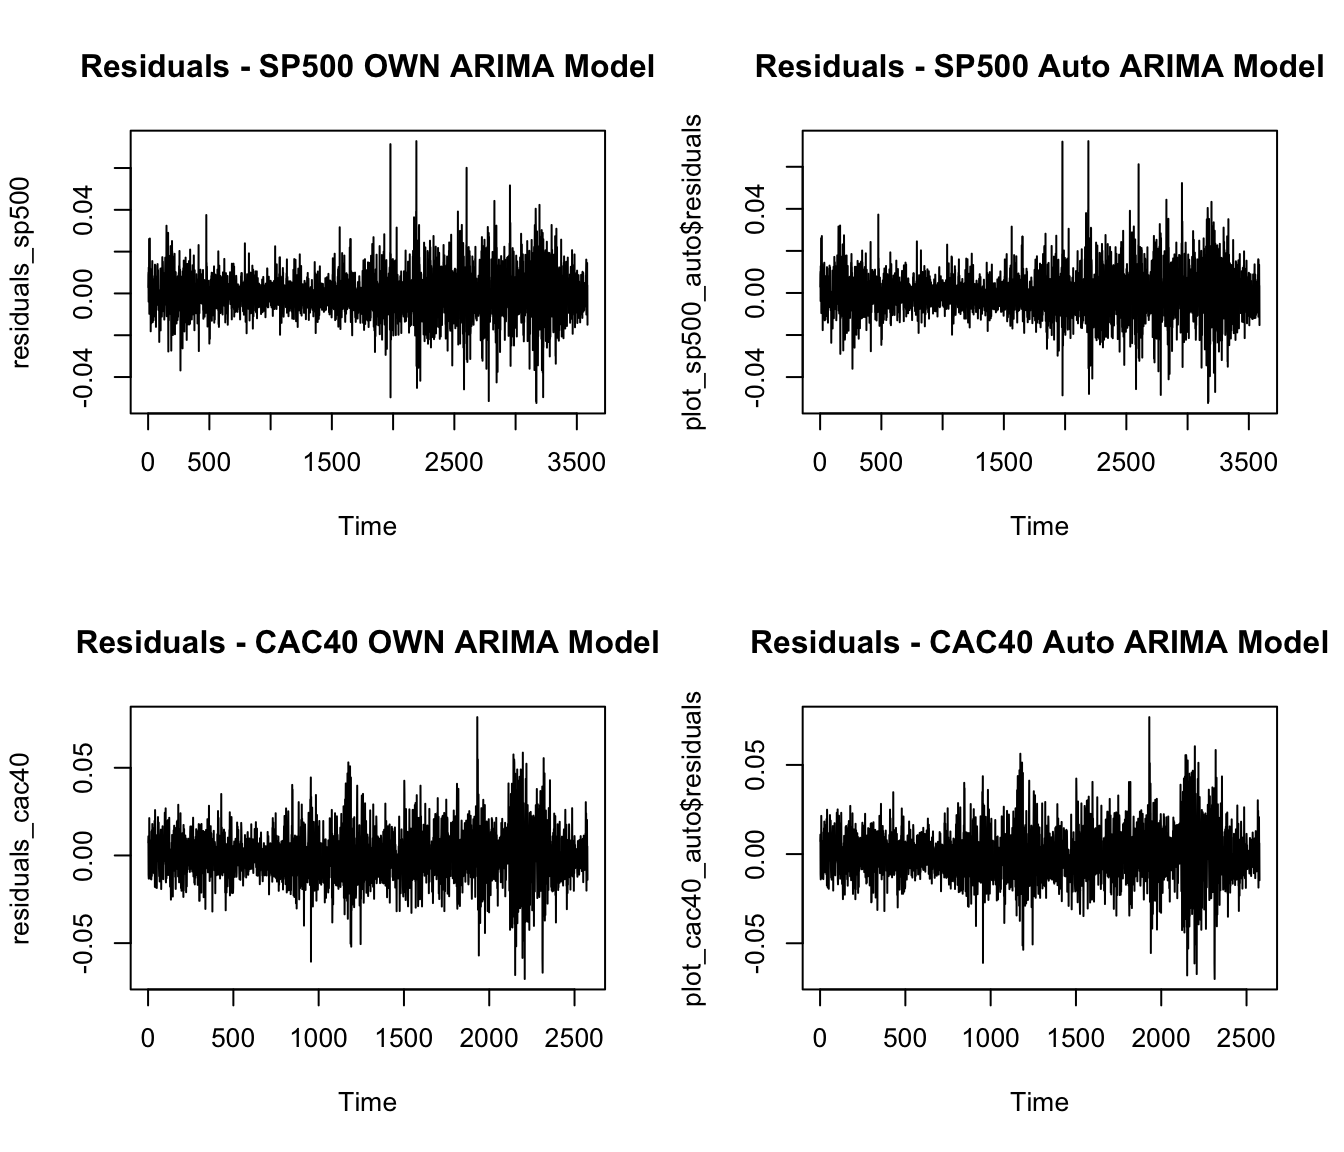 Residuals - SP500 OWN ARIMA Model
residuals_sp500
0.04
0.00
-0.04
0 500 1500 2500 3500
Time
Residuals - SP500 Auto ARIMA Model
plot_sp500_auto$residuals
0.04
0.00
-0.04
0 500 1500 2500 3500
Time
Residuals - CAC40 OWN ARIMA Model
residuals_cac40
0.05
0.00
-0.05
0 500 1000 1500 2000 2500
Time
Residuals - CAC40 Auto ARIMA Model
plot_cac40_auto$residuals
0.05
0.00
-0.05
0 500 1000 1500 2000 2500
Time